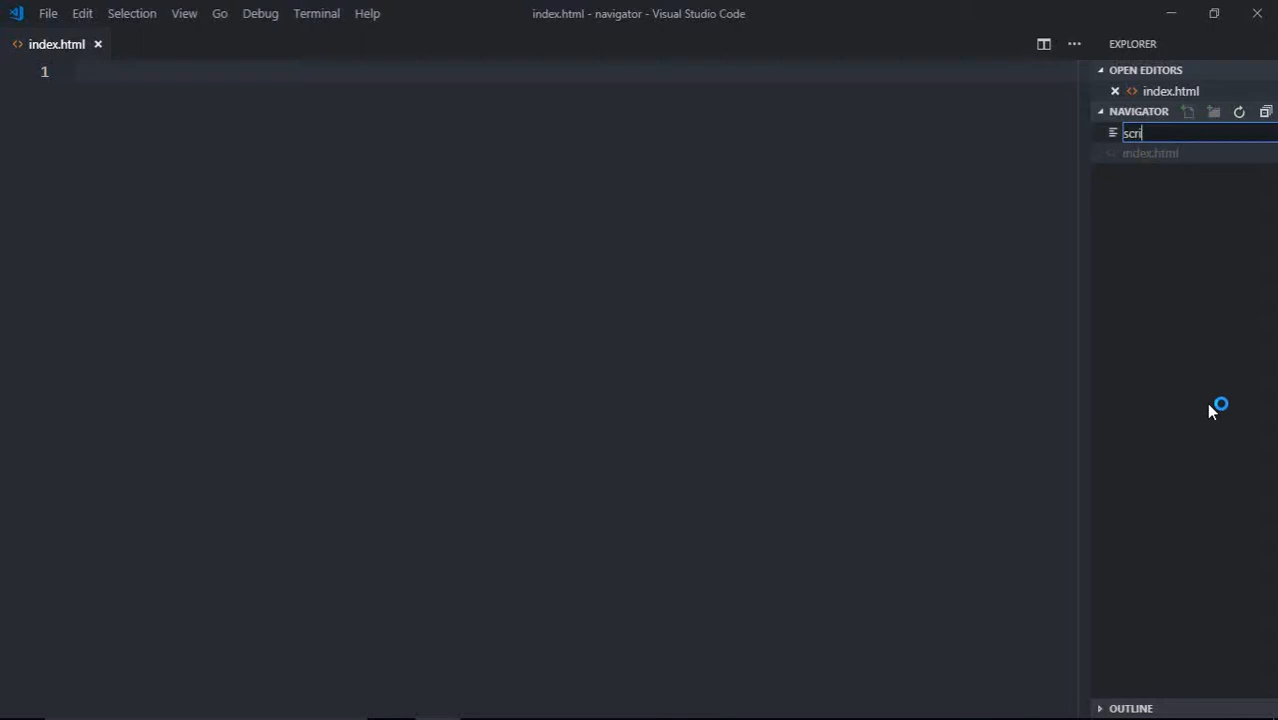 File Edit Selection View Go Debug Terminal Help
index.html - navigator - Visual Studio Code
index.html
1
EXPLORER
OPEN EDITORS
index.html
NAVIGATOR
scri
index.html
OUTLINE